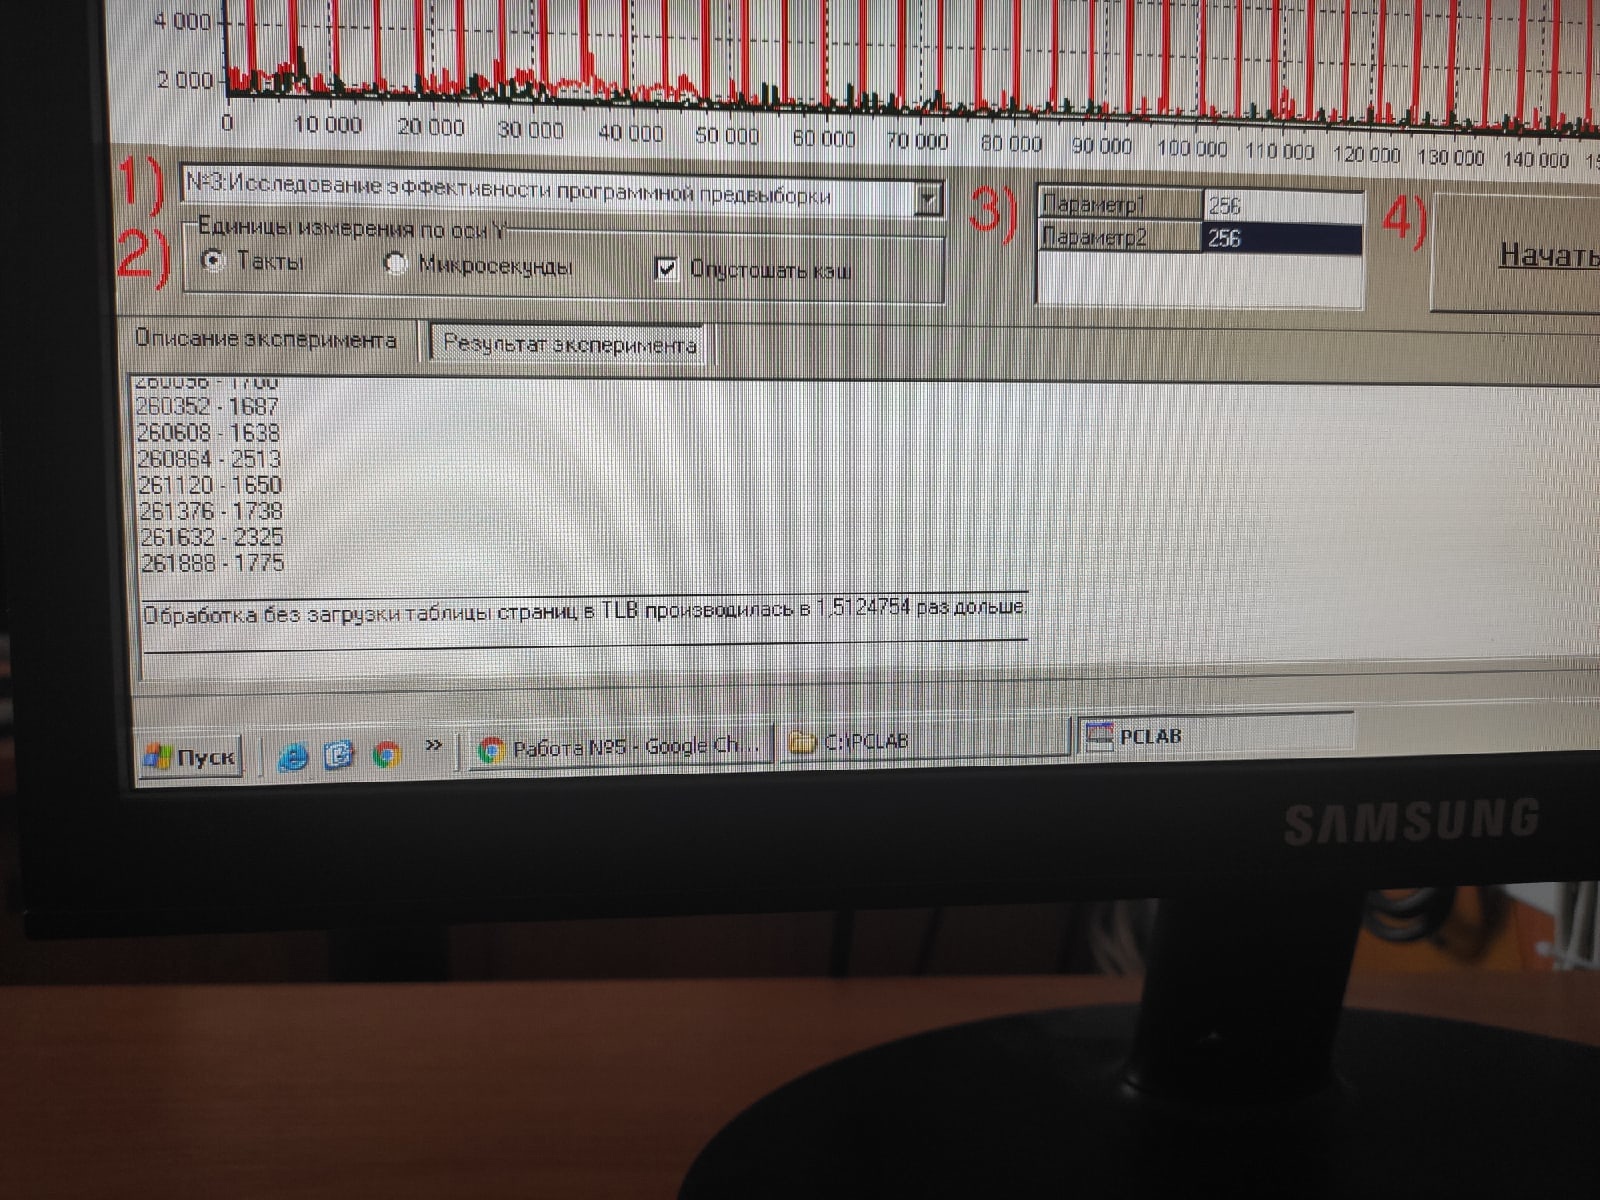 4 000
2 000
0 10 000 20 000 30 000 40 000 50 000 60 000 70 000 80 000 90 000 100 000 110 000 120 000 130 000 140 000
1) №3:Исследование эффективности программной предвыборки
3) Параметр1 256
Параметр2 256
4) Начать
2) Единицы измерения по оси Y
Такты Микросекунды Опустошать кэш
Описание эксперимента Результат эксперимента
260352 - 1687
260608 - 1638
260864 - 2513
261120 - 1650
261376 - 1738
261632 - 2325
261888 - 1775
Обработка без загрузки таблицы страниц в TLB производилась в 1,5124754 раз дольше
Пуск » Работа №5 - Google Ch... C:\PCLAB PCLAB
SAMSUNG